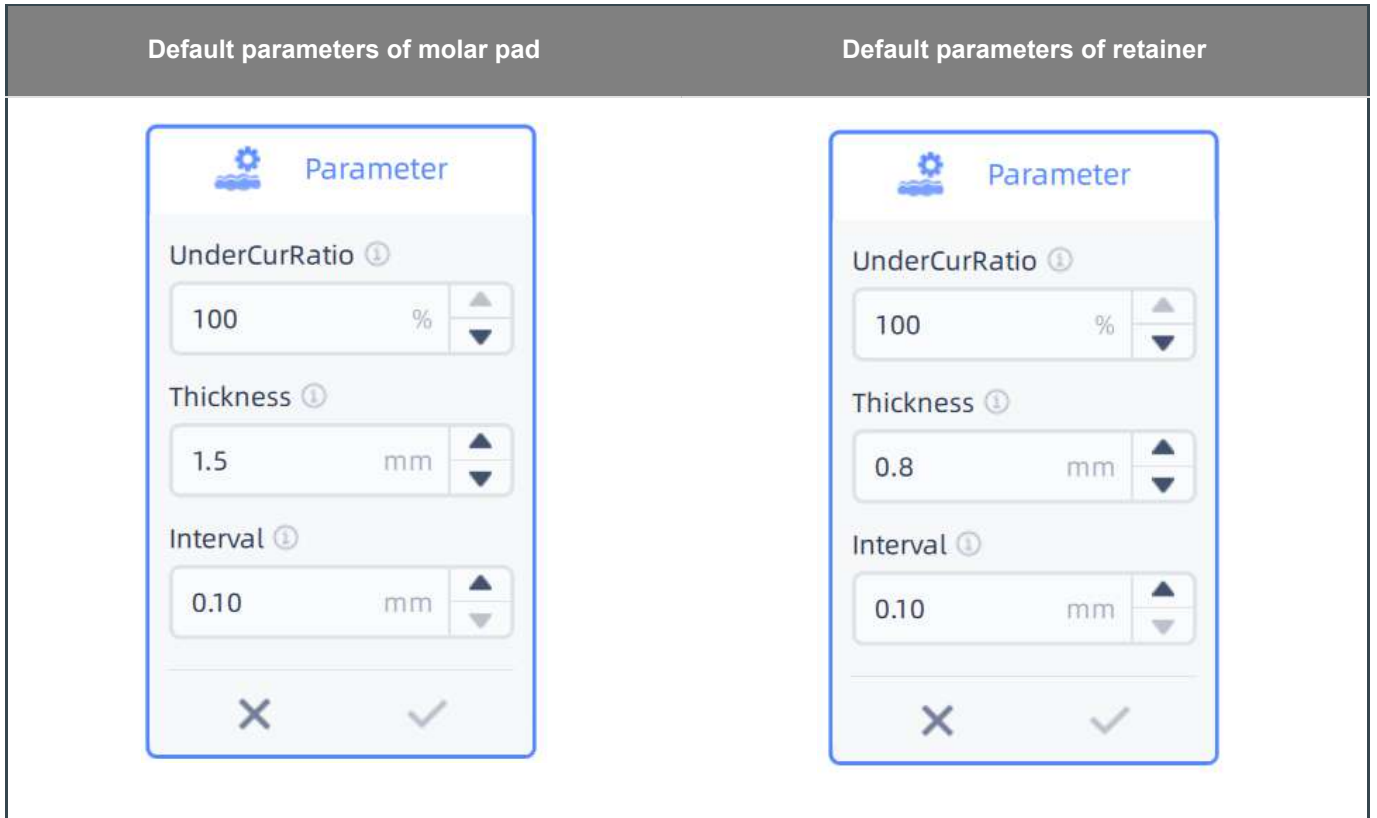 Default parameters of molar pad
Default parameters of retainer
Parameter
UnderCurRatio
100 %
Thickness
1.5 mm
Interval
0.10 mm
Parameter
UnderCurRatio
100 %
Thickness
0.8 mm
Interval
0.10 mm